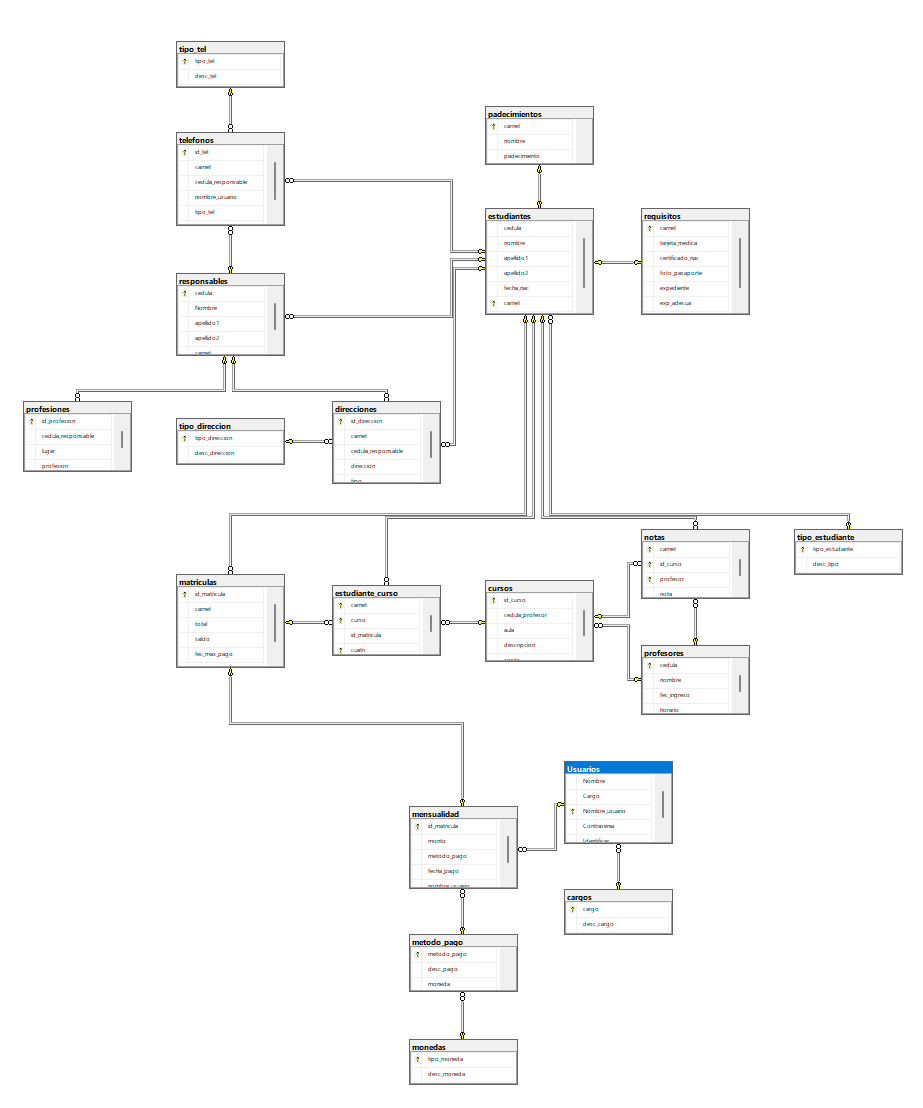 tipo_tel
tipo_tel
desc_tel
telefonos
id_tel
carnet
cedula_responsable
nombre_usuario
tipo_tel
responsables
cedula
Nombre
apellido1
apellido2
carnet
profesiones
id_profesion
cedula_responsable
lugar
profesion
tipo_direccion
tipo_direccion
desc_direccion
direcciones
id_direccion
carnet
cedula_responsable
direccion
tipo
padecimientos
carnet
nombre
padecimiento
estudiantes
cedula
nombre
apellido1
apellido2
fecha_nac
carnet
requisitos
carnet
tarjeta_medica
certificado_nac
foto_pasaporte
expediente
exp_adecua
matriculas
id_matricula
carnet
total
saldo
fec_max_pago
estudiante_curso
carnet
curso
id_matricula
cuatri
cursos
id_curso
cedula_profesor
aula
descripcion
notas
carnet
id_curso
profesor
nota
tipo_estudiante
tipo_estudiante
desc_tipo
profesores
cedula
nombre
fec_ingreso
horario
mensualidad
id_matricula
monto
metodo_pago
fecha_pago
nombre_usuario
Usuarios
Nombre
Cargo
Nombre_usuario
Contrasena
Identificar
cargos
cargo
desc_cargo
metodo_pago
metodo_pago
desc_pago
moneda
monedas
tipo_moneda
desc_moneda